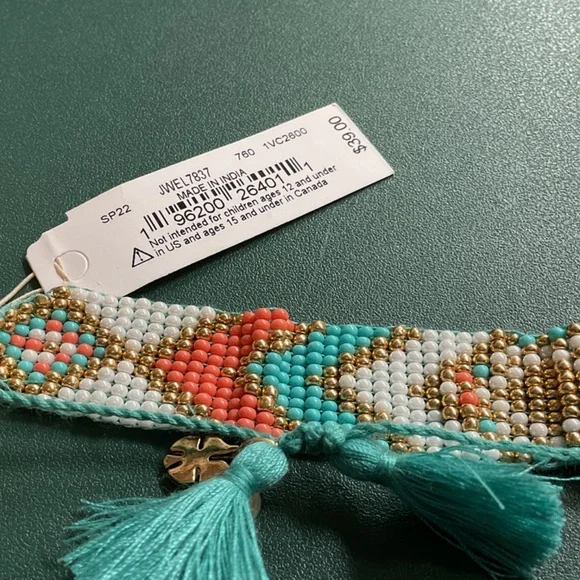 $39.00
760 1VC2600
SP22
JWEL7837
MADE IN INDIA
1 96200 26401 1
Not intended for children ages 12 and under
in US and ages 15 and under in Canada